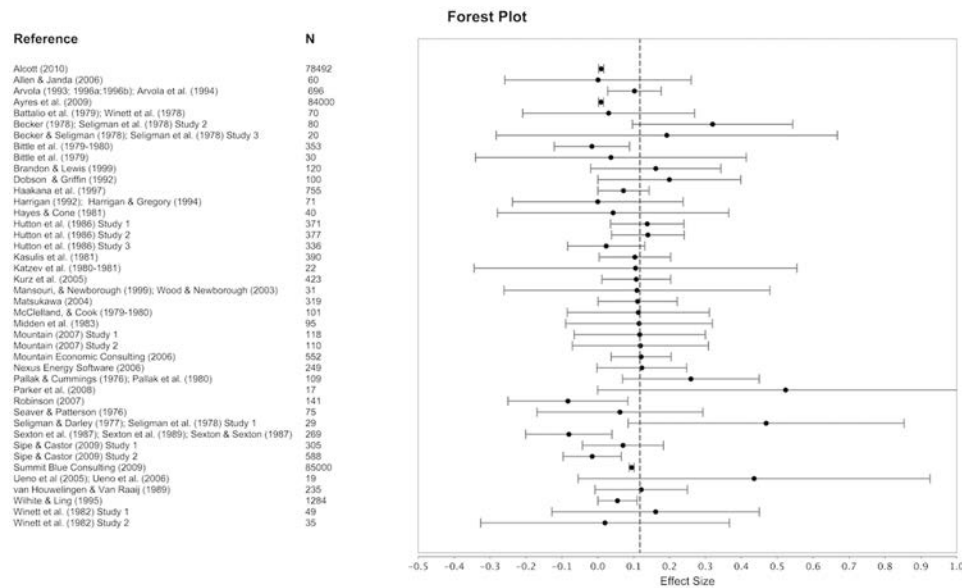 Forest Plot
Reference N
Alcott (2010) 78492
Allen & Janda (2006) 60
Arvola (1993; 1996a;1996b); Arvola et al. (1994) 696
Ayres et al. (2009) 84000
Battalio et al. (1979); Winett et al. (1978) 70
Becker (1978); Seligman et al. (1978) Study 2 80
Becker & Seligman (1978); Seligman et al. (1978) Study 3 20
Bittle et al. (1979-1980) 353
Bittle et al. (1979) 30
Brandon & Lewis (1999) 120
Dobson & Griffin (1992) 100
Haakana et al. (1997) 755
Harrigan (1992); Harrigan & Gregory (1994) 71
Hayes & Cone (1981) 40
Hutton et al. (1986) Study 1 371
Hutton et al. (1986) Study 2 377
Hutton et al. (1986) Study 3 336
Kasulis et al. (1981) 390
Katzev et al. (1980-1981) 22
Kurz et al. (2005) 423
Mansouri, & Newborough (1999); Wood & Newborough (2003) 31
Matsukawa (2004) 319
McClelland, & Cook (1979-1980) 101
Midden et al. (1983) 95
Mountain (2007) Study 1 118
Mountain (2007) Study 2 110
Mountain Economic Consulting (2006) 552
Nexus Energy Software (2006) 249
Pallak & Cummings (1976); Pallak et al. (1980) 109
Parker et al. (2008) 17
Robinson (2007) 141
Seaver & Patterson (1976) 75
Seligman & Darley (1977); Seligman et al. (1978) Study 1 29
Sexton et al. (1987); Sexton et al. (1989); Sexton & Sexton (1987) 269
Sipe & Castor (2009) Study 1 305
Sipe & Castor (2009) Study 2 588
Summit Blue Consulting (2009) 85000
Ueno et al (2005); Ueno et al. (2006) 19
van Houwelingen & Van Raaij (1989) 235
Wilhite & Ling (1995) 1284
Winett et al. (1982) Study 1 49
Winett et al. (1982) Study 2 35
-0.5 -0.4 -0.3 -0.2 -0.1 0.0 0.1 0.2 0.3 0.4 0.5 0.6 0.7 0.8 0.9 1.0
Effect Size